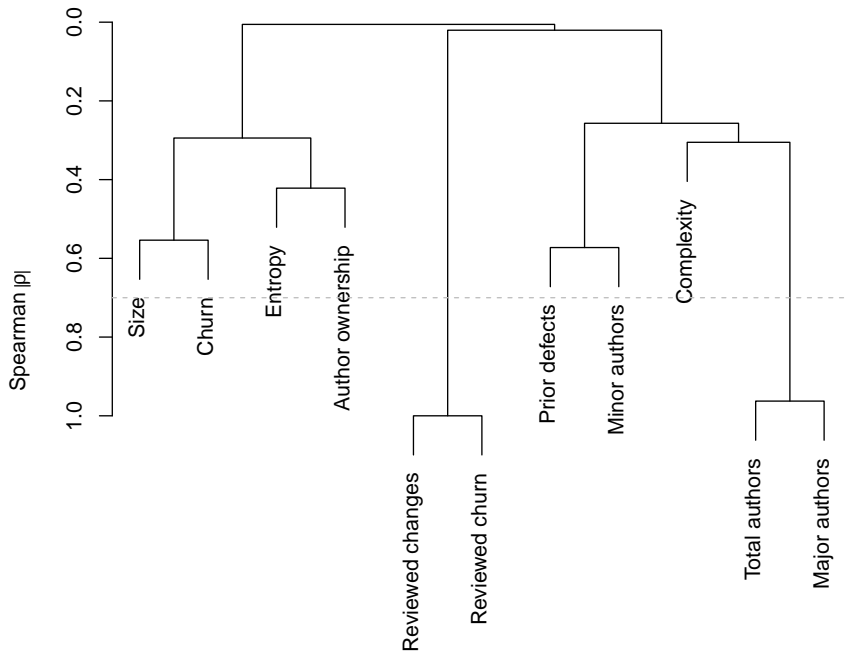 Spearman |ρ|
0.0
0.2
0.4
0.6
0.8
1.0
Size
Churn
Entropy
Author ownership
Reviewed changes
Reviewed churn
Prior defects
Minor authors
Complexity
Total authors
Major authors